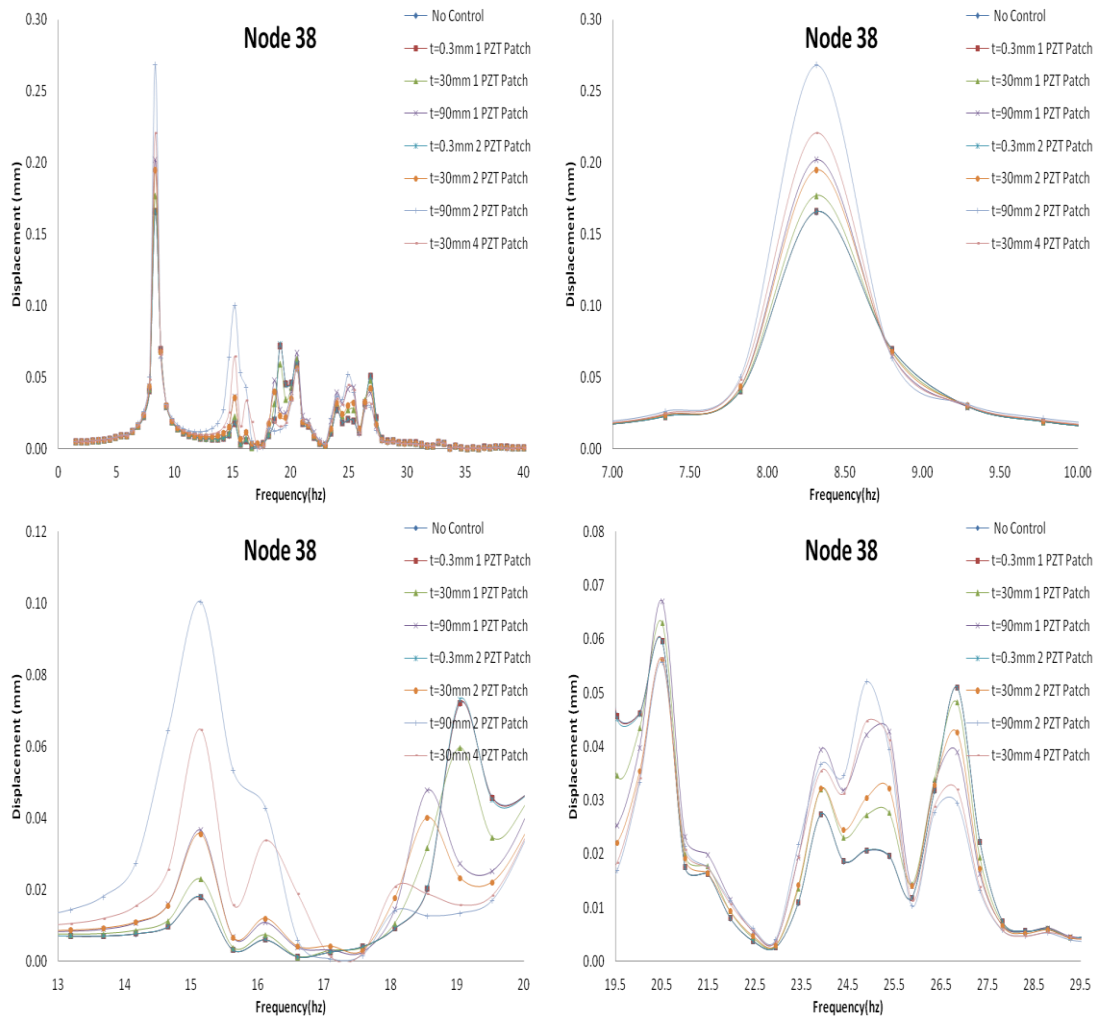 Node 38
No Control
t=0.3mm 1 PZT Patch
t=30mm 1 PZT Patch
t=90mm 1 PZT Patch
t=0.3mm 2 PZT Patch
t=30mm 2 PZT Patch
t=90mm 2 PZT Patch
t=30mm 4 PZT Patch
Displacement (mm)
0.30
0.25
0.20
0.15
0.10
0.05
0.00
0 5 10 15 20 25 30 35 40
Frequency(hz)
Node 38
No Control
t=0.3mm 1 PZT Patch
t=30mm 1 PZT Patch
t=90mm 1 PZT Patch
t=0.3mm 2 PZT Patch
t=30mm 2 PZT Patch
t=90mm 2 PZT Patch
t=30mm 4 PZT Patch
Displacement (mm)
0.30
0.25
0.20
0.15
0.10
0.05
0.00
7.00 7.50 8.00 8.50 9.00 9.50 10.00
Frequency(hz)
Node 38
No Control
t=0.3mm 1 PZT Patch
t=30mm 1 PZT Patch
t=90mm 1 PZT Patch
t=0.3mm 2 PZT Patch
t=30mm 2 PZT Patch
t=90mm 2 PZT Patch
t=30mm 4 PZT Patch
Displacement (mm)
0.12
0.10
0.08
0.06
0.04
0.02
0.00
13 14 15 16 17 18 19 20
Frequency(hz)
Node 38
No Control
t=0.3mm 1 PZT Patch
t=30mm 1 PZT Patch
t=90mm 1 PZT Patch
t=0.3mm 2 PZT Patch
t=30mm 2 PZT Patch
t=90mm 2 PZT Patch
t=30mm 4 PZT Patch
Displacement (mm)
0.08
0.07
0.06
0.05
0.04
0.03
0.02
0.01
0.00
19.5 20.5 21.5 22.5 23.5 24.5 25.5 26.5 27.5 28.5 29.5
Frequency(hz)